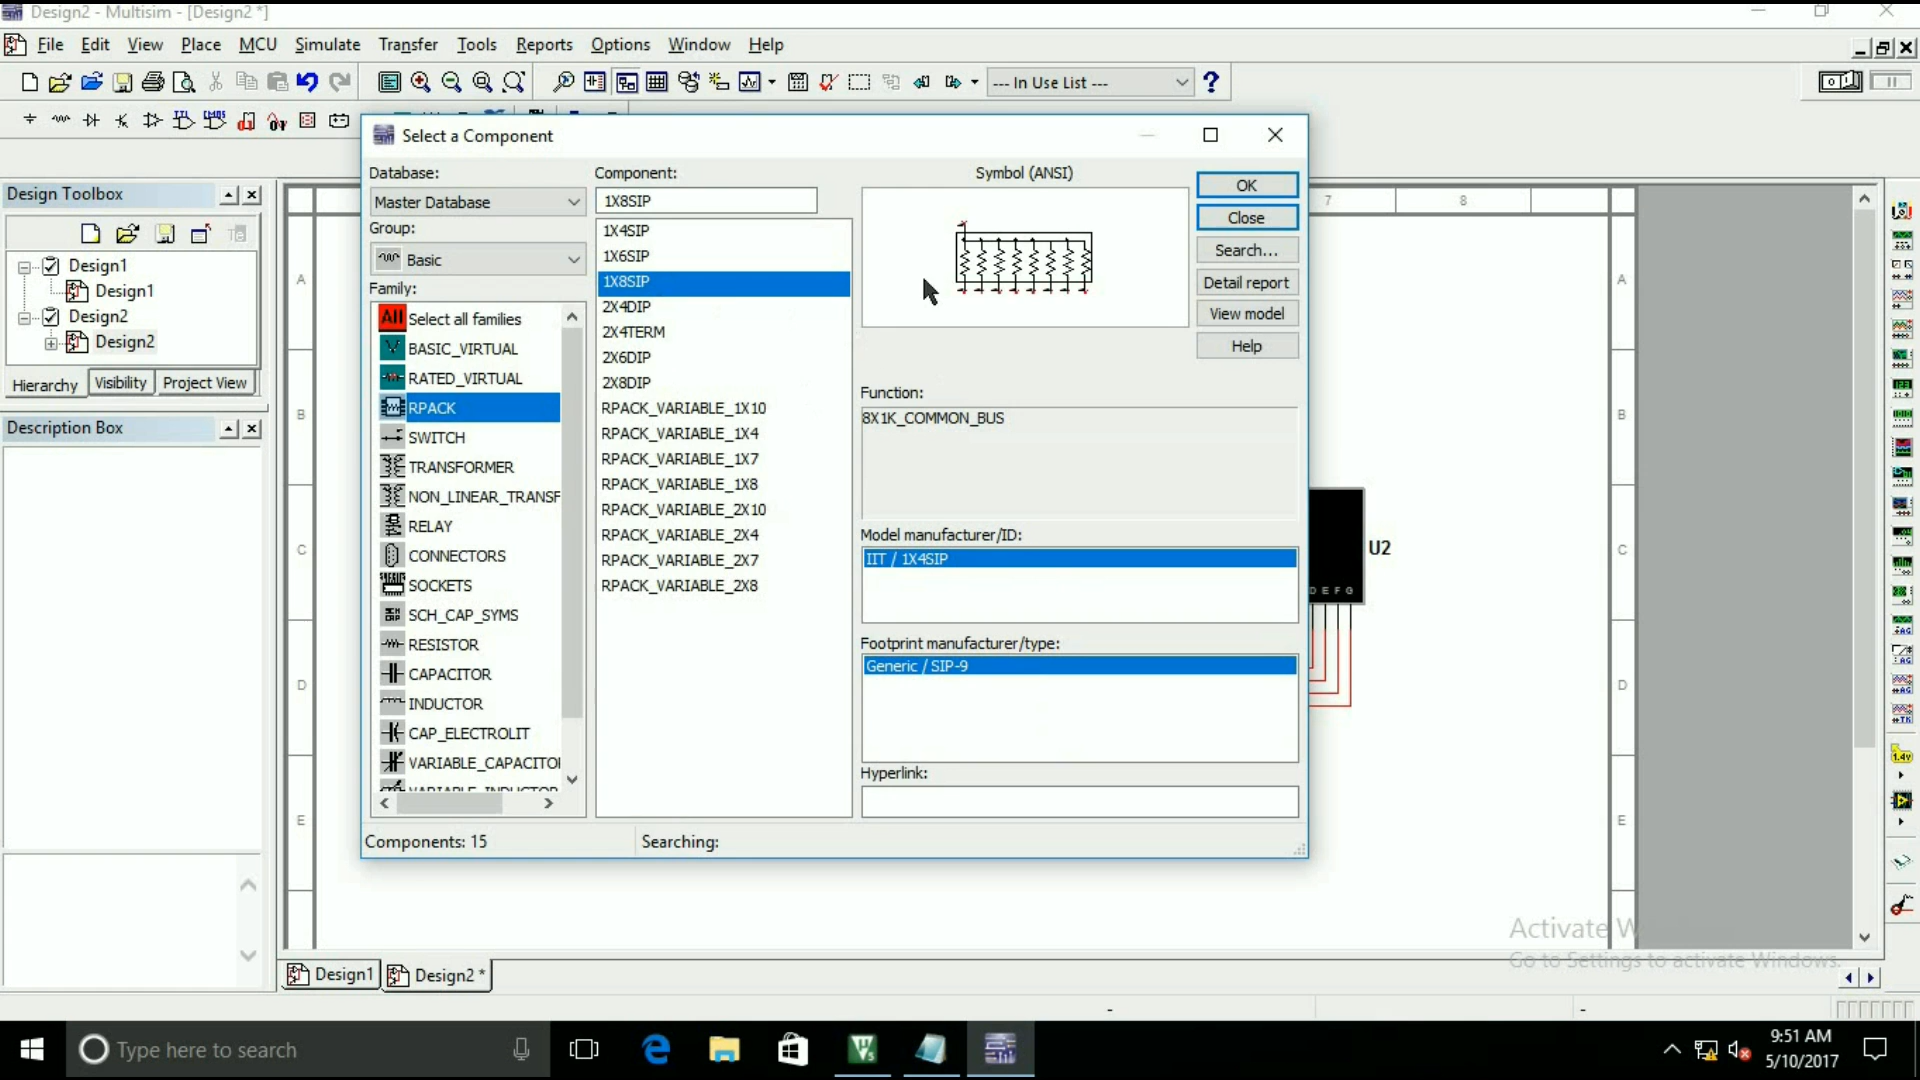 Design2 - Multisim - [Design2 *]
File Edit View Place MCU Simulate Transfer Tools Reports Options Window Help
--- In Use List ---
Select a Component
Database:
Master Database
Group:
Basic
Family:
All Select all families
BASIC_VIRTUAL
RATED_VIRTUAL
RPACK
SWITCH
TRANSFORMER
NON_LINEAR_TRANSF
RELAY
CONNECTORS
SOCKETS
SCH_CAP_SYMS
RESISTOR
CAPACITOR
INDUCTOR
CAP_ELECTROLIT
VARIABLE_CAPACITO
Component:
1X8SIP
1X4SIP
1X6SIP
1X8SIP
2X4DIP
2X4TERM
2X6DIP
2X8DIP
RPACK_VARIABLE_1X10
RPACK_VARIABLE_1X4
RPACK_VARIABLE_1X7
RPACK_VARIABLE_1X8
RPACK_VARIABLE_2X10
RPACK_VARIABLE_2X4
RPACK_VARIABLE_2X7
RPACK_VARIABLE_2X8
Symbol (ANSI)
OK
Close
Search...
Detail report
View model
Help
Function:
8X1K_COMMON_BUS
Model manufacturer/ID:
IIT / 1X4SIP
Footprint manufacturer/type:
Generic / SIP-9
Hyperlink:
Components: 15 Searching:
Design Toolbox
Design1
Design1
Design2
Design2
Hierarchy Visibility Project View
Description Box
A
B
C
D
E
7 8
A
B
C
D
E
U2
D E F G
Activate W
Go to Settings to activate Windows.
Design1 Design2 *
Type here to search
9:51 AM
5/10/2017